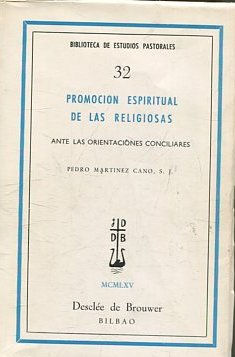 BIBLIOTECA DE ESTUDIOS PASTORALES
32
PROMOCION ESPIRITUAL
DE LAS RELIGIOSAS
ANTE LAS ORIENTACIONES CONCILIARES
PEDRO MARTINEZ CANO, S. J.
D D
D B
MCMLXV
Desclée de Brouwer
BILBAO